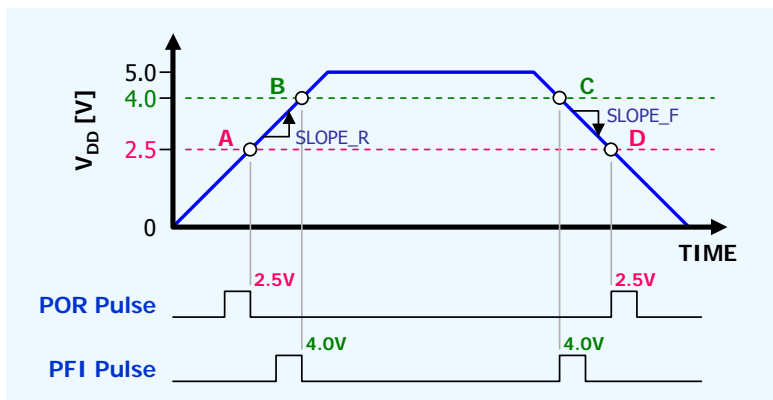 V_DD [V]
5.0
4.0
2.5
0
A
B
C
D
SLOPE_R
SLOPE_F
TIME
POR Pulse
2.5V
2.5V
PFI Pulse
4.0V
4.0V